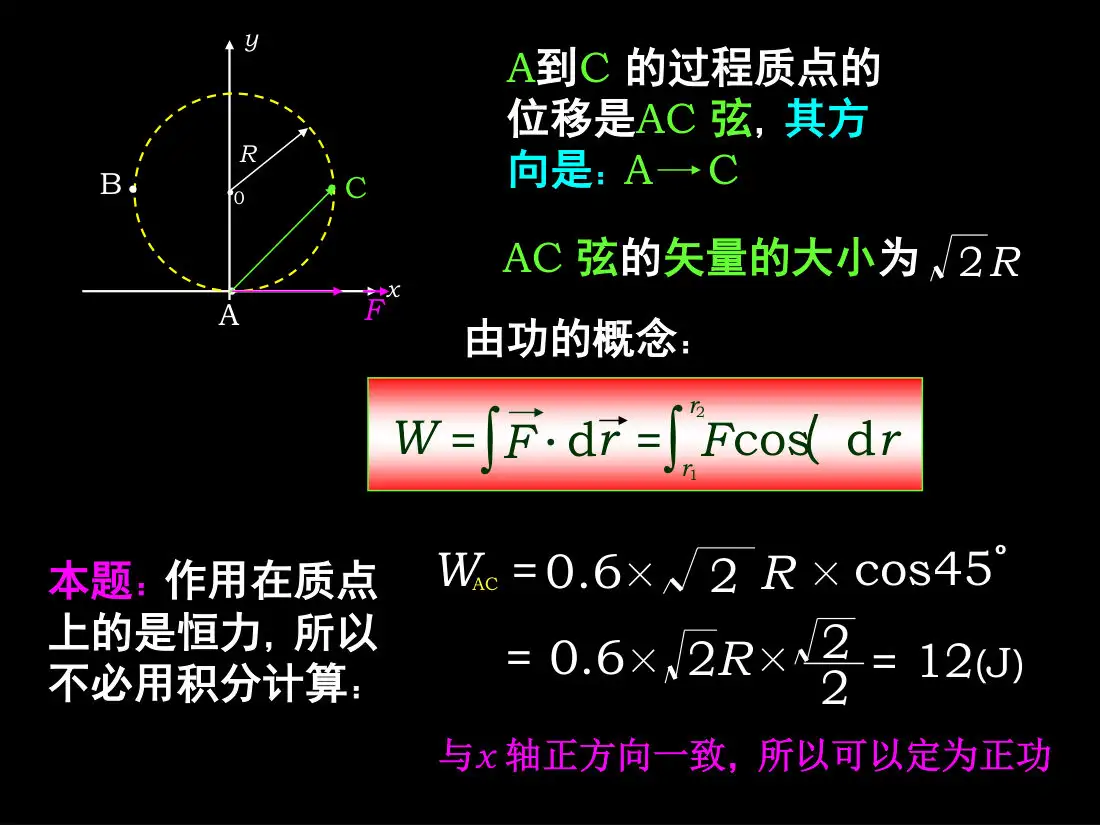 y
R
B
0
C
A
F
x
A到C 的过程质点的
位移是AC 弦，其方
向是：A→C
AC 弦的矢量的大小为 √2 R
由功的概念：
W = ∫ F⃗ · dr⃗ = ∫_{r₁}^{r₂} Fcos( dr
本题：作用在质点
上的是恒力，所以
不必用积分计算：
W_AC = 0.6 × √2 R × cos45°
= 0.6 × √2R × √2/2 = 12(J)
与x 轴正方向一致，所以可以定为正功